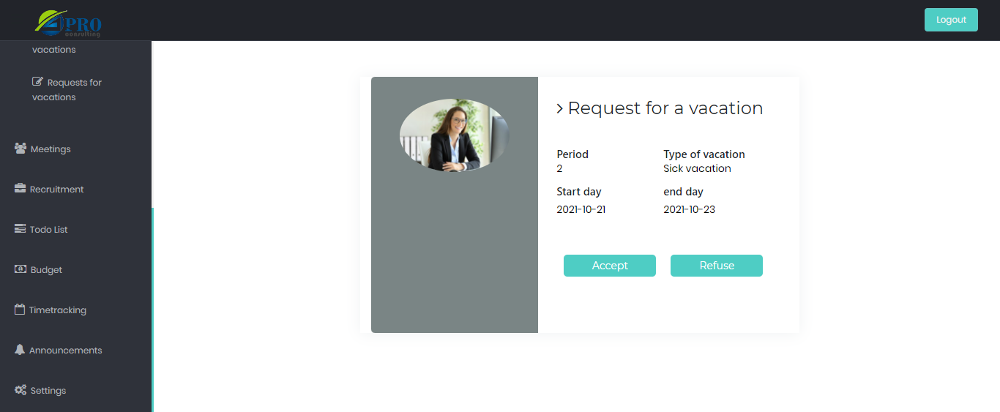 4PRO
consulting
Logout
vacations
Requests for
vacations
Meetings
Recruitment
Todo List
Budget
Timetracking
Announcements
Settings
Request for a vacation
Period
Type of vacation
2
Sick vacation
Start day
end day
2021-10-21
2021-10-23
Accept
Refuse